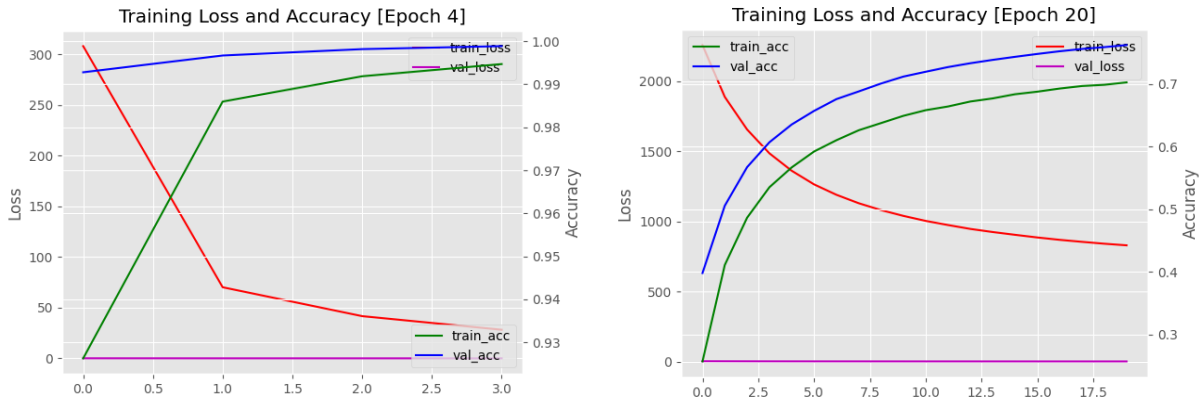 Training Loss and Accuracy [Epoch 4]
300
250
200
150
100
50
0
Loss
1.00
0.99
0.98
0.97
0.96
0.95
0.94
0.93
Accuracy
train_loss
val_loss
train_acc
val_acc
0.0 0.5 1.0 1.5 2.0 2.5 3.0
Training Loss and Accuracy [Epoch 20]
2000
1500
1000
500
0
Loss
train_acc
val_acc
train_loss
val_loss
0.7
0.6
0.5
0.4
0.3
Accuracy
0.0 2.5 5.0 7.5 10.0 12.5 15.0 17.5